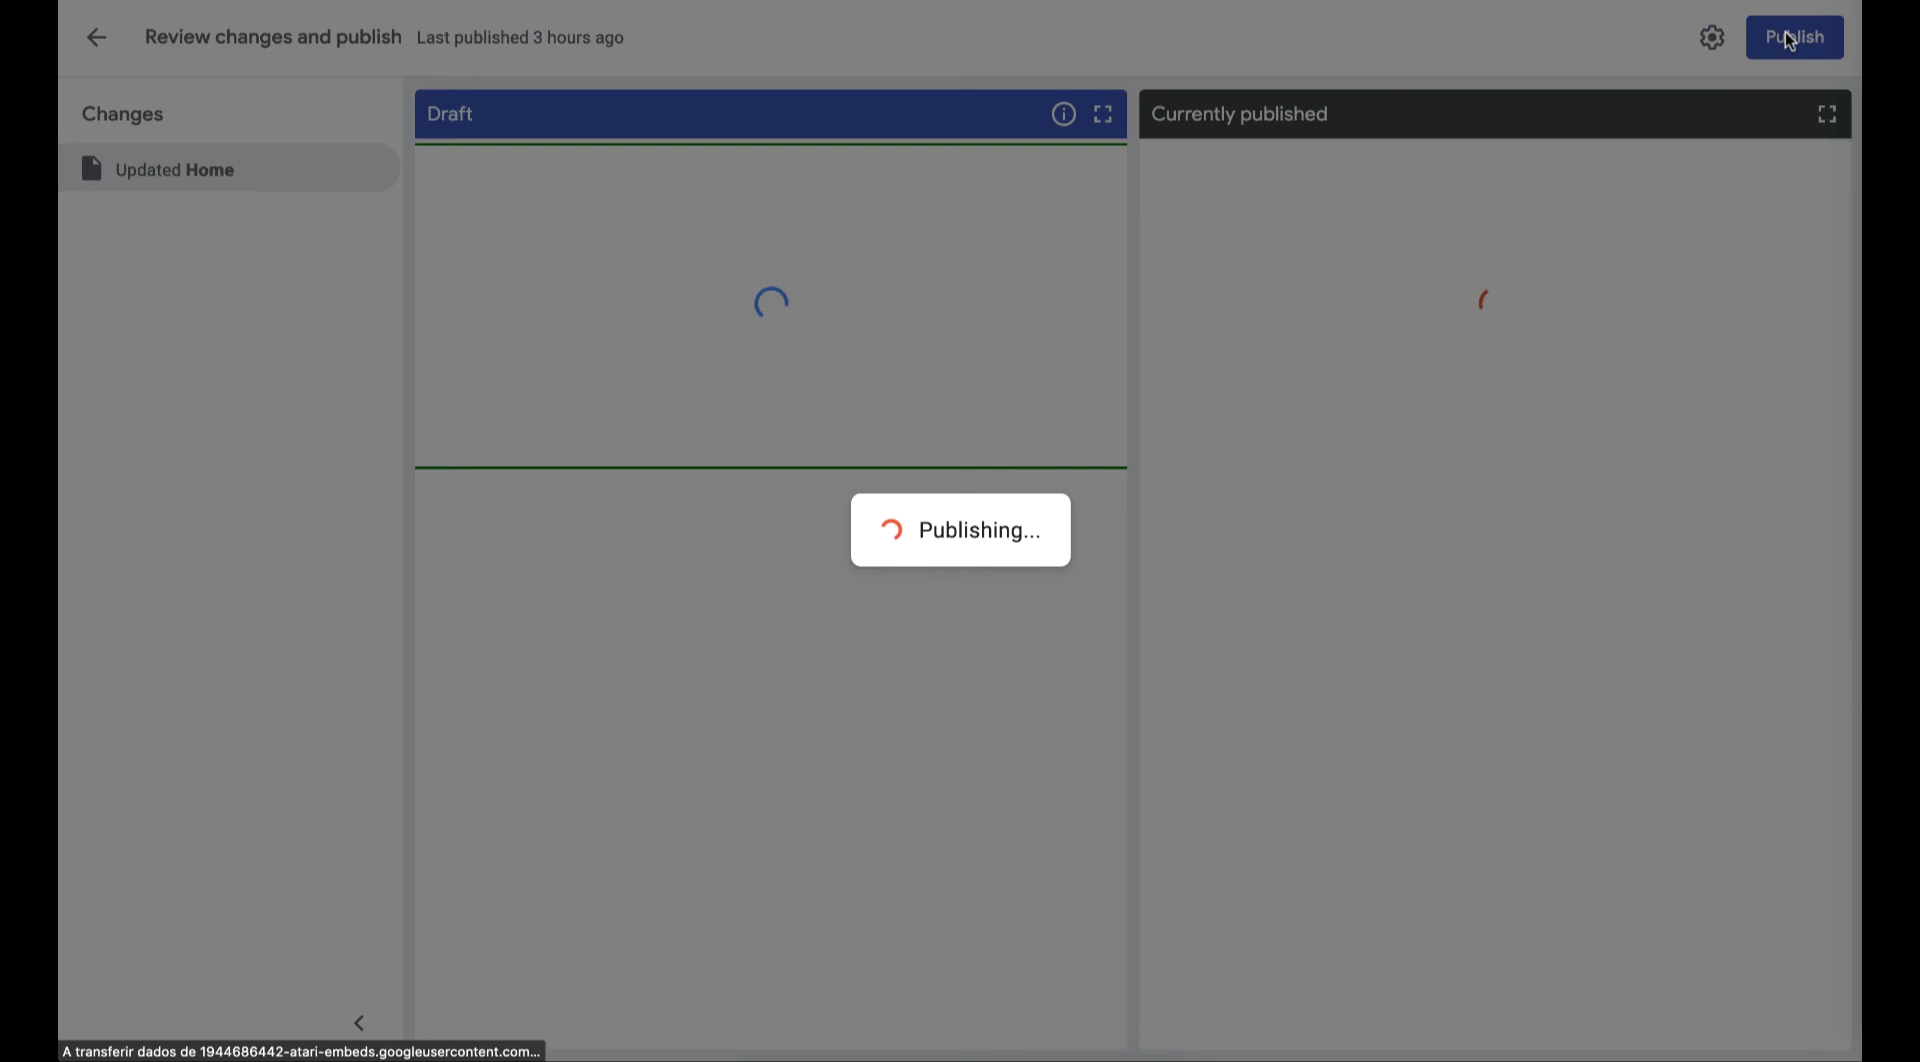 Review changes and publish Last published 3 hours ago
Publish
Changes
Updated Home
Draft
Currently published
Publishing...
A transferir dados de 1944686442-atari-embeds.googleusercontent.com...